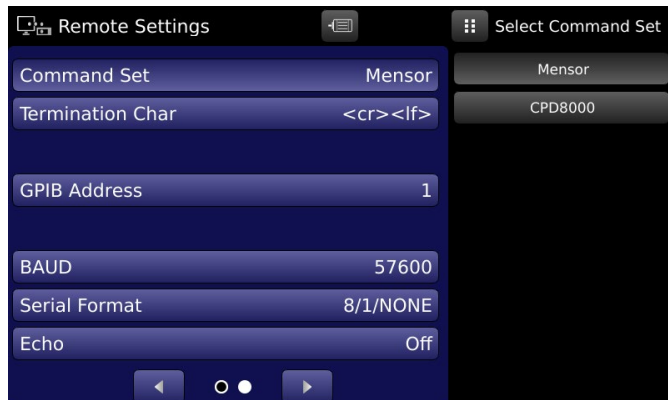 Remote Settings
Command Set Mensor
Termination Char <cr><lf>
GPIB Address 1
BAUD 57600
Serial Format 8/1/NONE
Echo Off
Select Command Set
Mensor
CPD8000